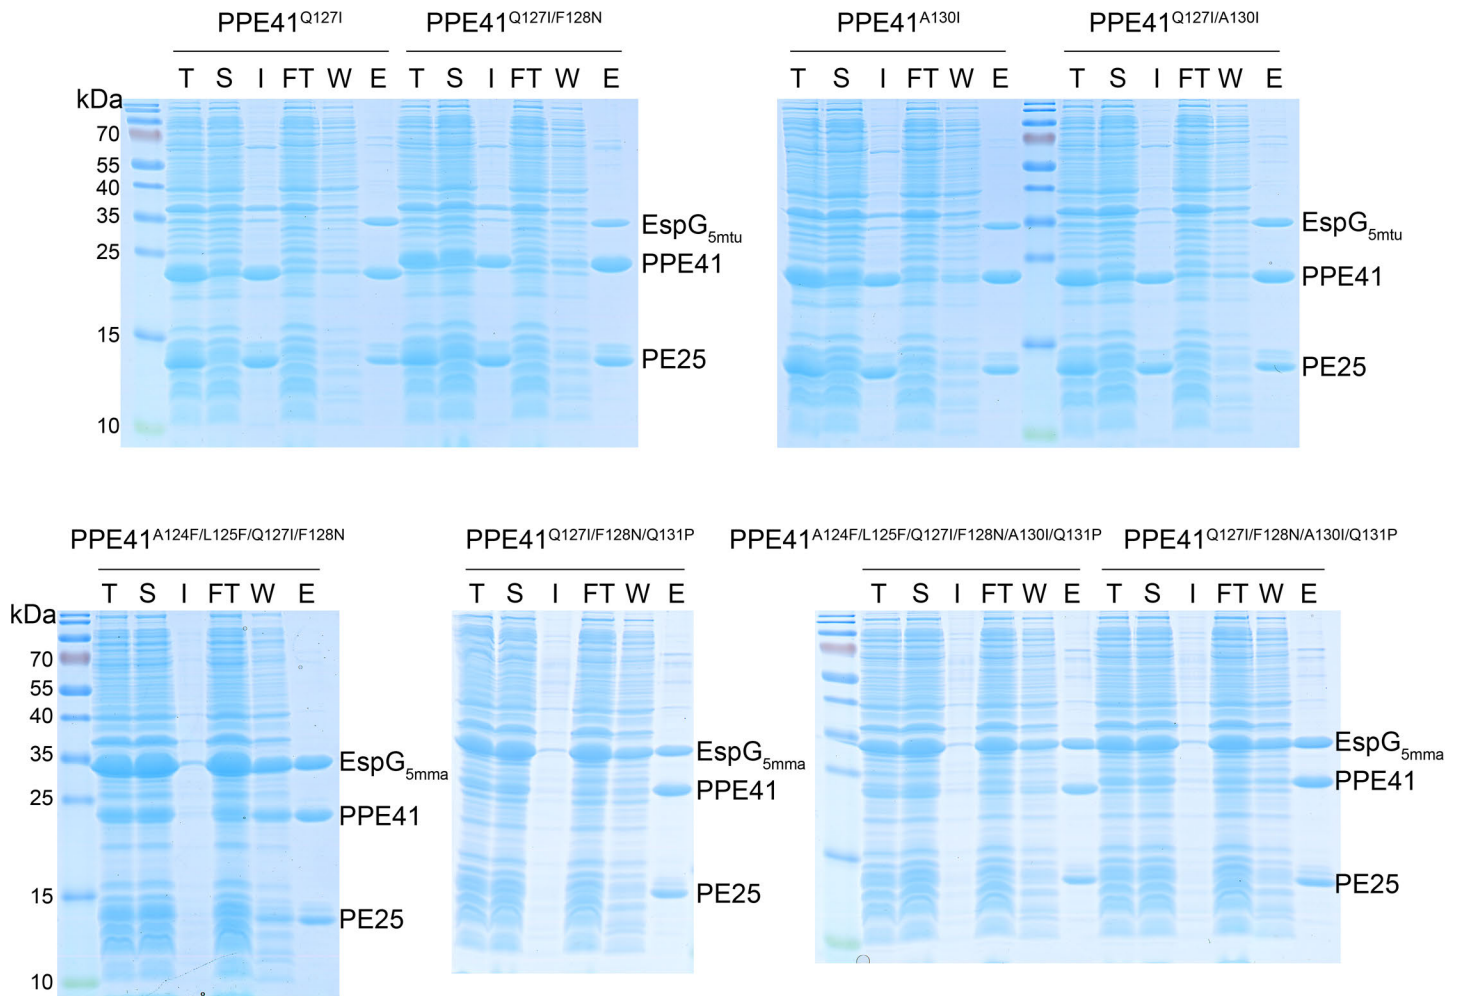 PPE41Q127I PPE41Q127I/F128N PPE41A130I PPE41Q127I/A130I
T S I FT W E T S I FT W E T S I FT W E T S I FT W E
kDa
70
55
40
35
25
15
10
EspG5mtu EspG5mtu
PPE41 PPE41
PE25 PE25
PPE41A124F/L125F/Q127I/F128N PPE41Q127I/F128N/Q131P PPE41A124F/L125F/Q127I/F128N/A130I/Q131P PPE41Q127I/F128N/A130I/Q131P
T S I FT W E T S I FT W E T S I FT W E T S I FT W E
kDa
70
55
40
35
25
15
10
EspG5mma EspG5mma EspG5mma
PPE41 PPE41 PPE41
PE25 PE25 PE25